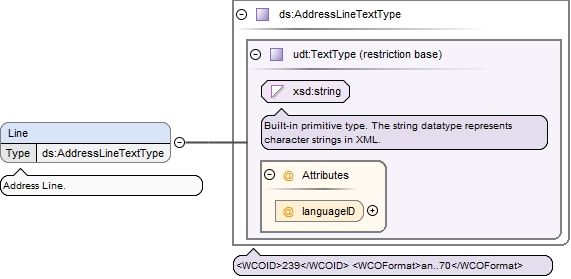 ds:AddressLineTextType
udt:TextType (restriction base)
xsd:string
Built-in primitive type. The string datatype represents
character strings in XML.
Line
Type ds:AddressLineTextType
Address Line.
@ Attributes
@ languageID
<WCOID>239</WCOID> <WCOFormat>an..70</WCOFormat>